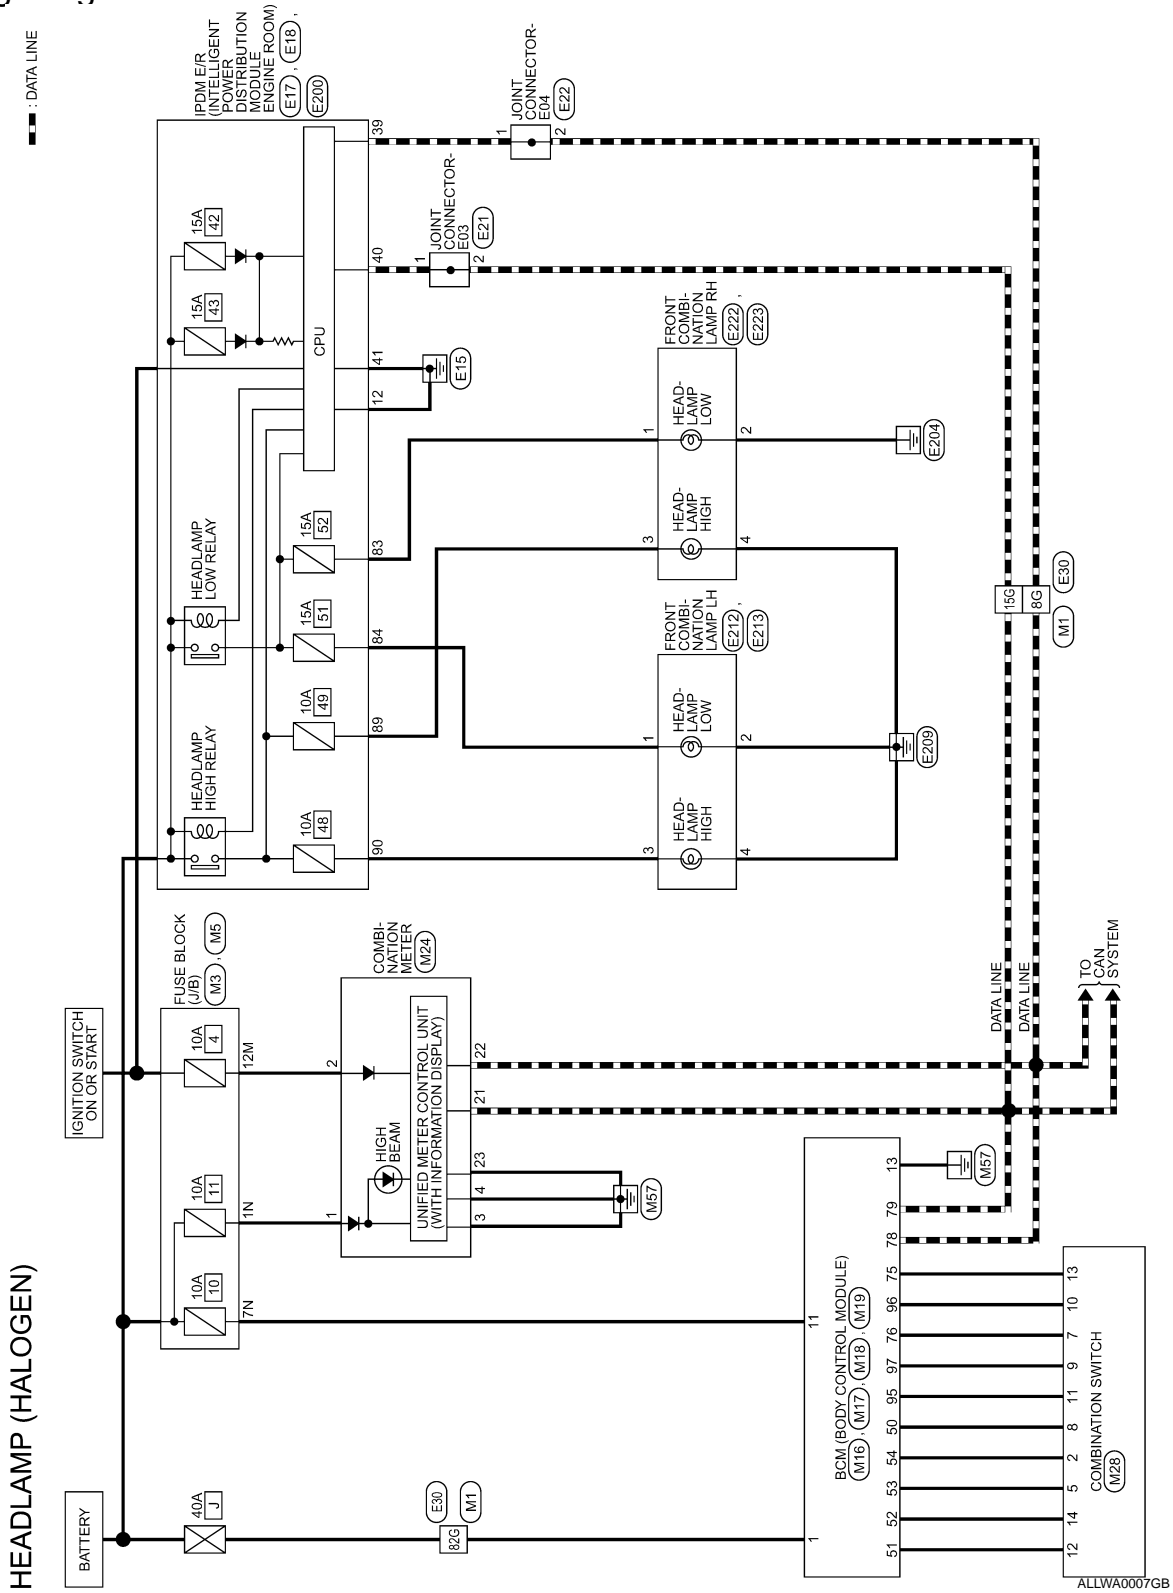 HEADLAMP (HALOGEN)
: DATA LINE
BATTERY
IGNITION SWITCH
ON OR START
40A
J
E30
M1
82G
FUSE BLOCK
(J/B)
M3 , M5
10A
10
10A
11
10A
4
7N
1N
12M
IPDM E/R
(INTELLIGENT
POWER
DISTRIBUTION
MODULE
ENGINE ROOM)
E17 , E18 ,
E200
HEADLAMP
HIGH RELAY
HEADLAMP
LOW RELAY
15A
43
15A
42
10A
48
10A
49
15A
51
15A
52
CPU
90
89
84
83
12
41
40
39
E15
JOINT
CONNECTOR-
E03
E21
1
2
JOINT
CONNECTOR-
E04
E22
1
2
COMBI-
NATION
METER
M24
1
2
HIGH
BEAM
UNIFIED METER CONTROL UNIT
(WITH INFORMATION DISPLAY)
3
4
23
21
22
M57
FRONT
COMBI-
NATION
LAMP LH
E212 ,
E213
3
1
HEAD-
LAMP
HIGH
HEAD-
LAMP
LOW
4
2
FRONT
COMBI-
NATION
LAMP RH
E222 ,
E223
3
1
HEAD-
LAMP
HIGH
HEAD-
LAMP
LOW
4
2
E209
E204
DATA LINE
DATA LINE
15G
8G
M1
E30
TO
CAN
SYSTEM
1
11
BCM (BODY CONTROL MODULE)
M16 , M17 , M18 , M19
51
52
53
54
50
95
97
76
96
75
78
79
13
M57
12
14
5
2
8
11
9
7
10
13
COMBINATION SWITCH
M28
ALLWA0007GB